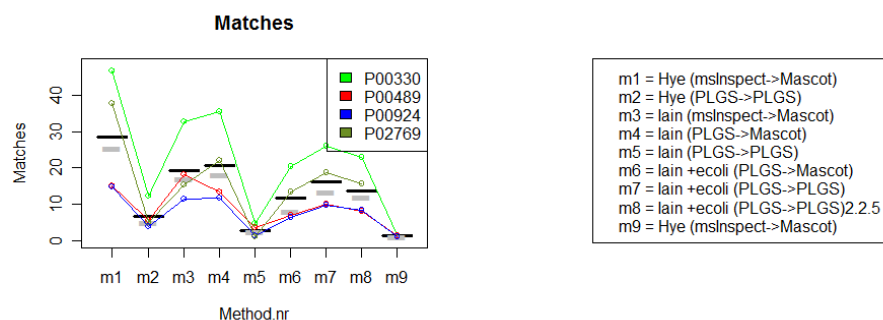 Matches
P00330
P00489
P00924
P02769
Matches
0
10
20
30
40
m1 m2 m3 m4 m5 m6 m7 m8 m9
Method.nr
m1 = Hye (msInspect->Mascot)
m2 = Hye (PLGS->PLGS)
m3 = Iain (msInspect->Mascot)
m4 = Iain (PLGS->Mascot)
m5 = Iain (PLGS->PLGS)
m6 = Iain +ecoli (PLGS->Mascot)
m7 = Iain +ecoli (PLGS->PLGS)
m8 = Iain +ecoli (PLGS->PLGS)2.2.5
m9 = Hye (msInspect->Mascot)